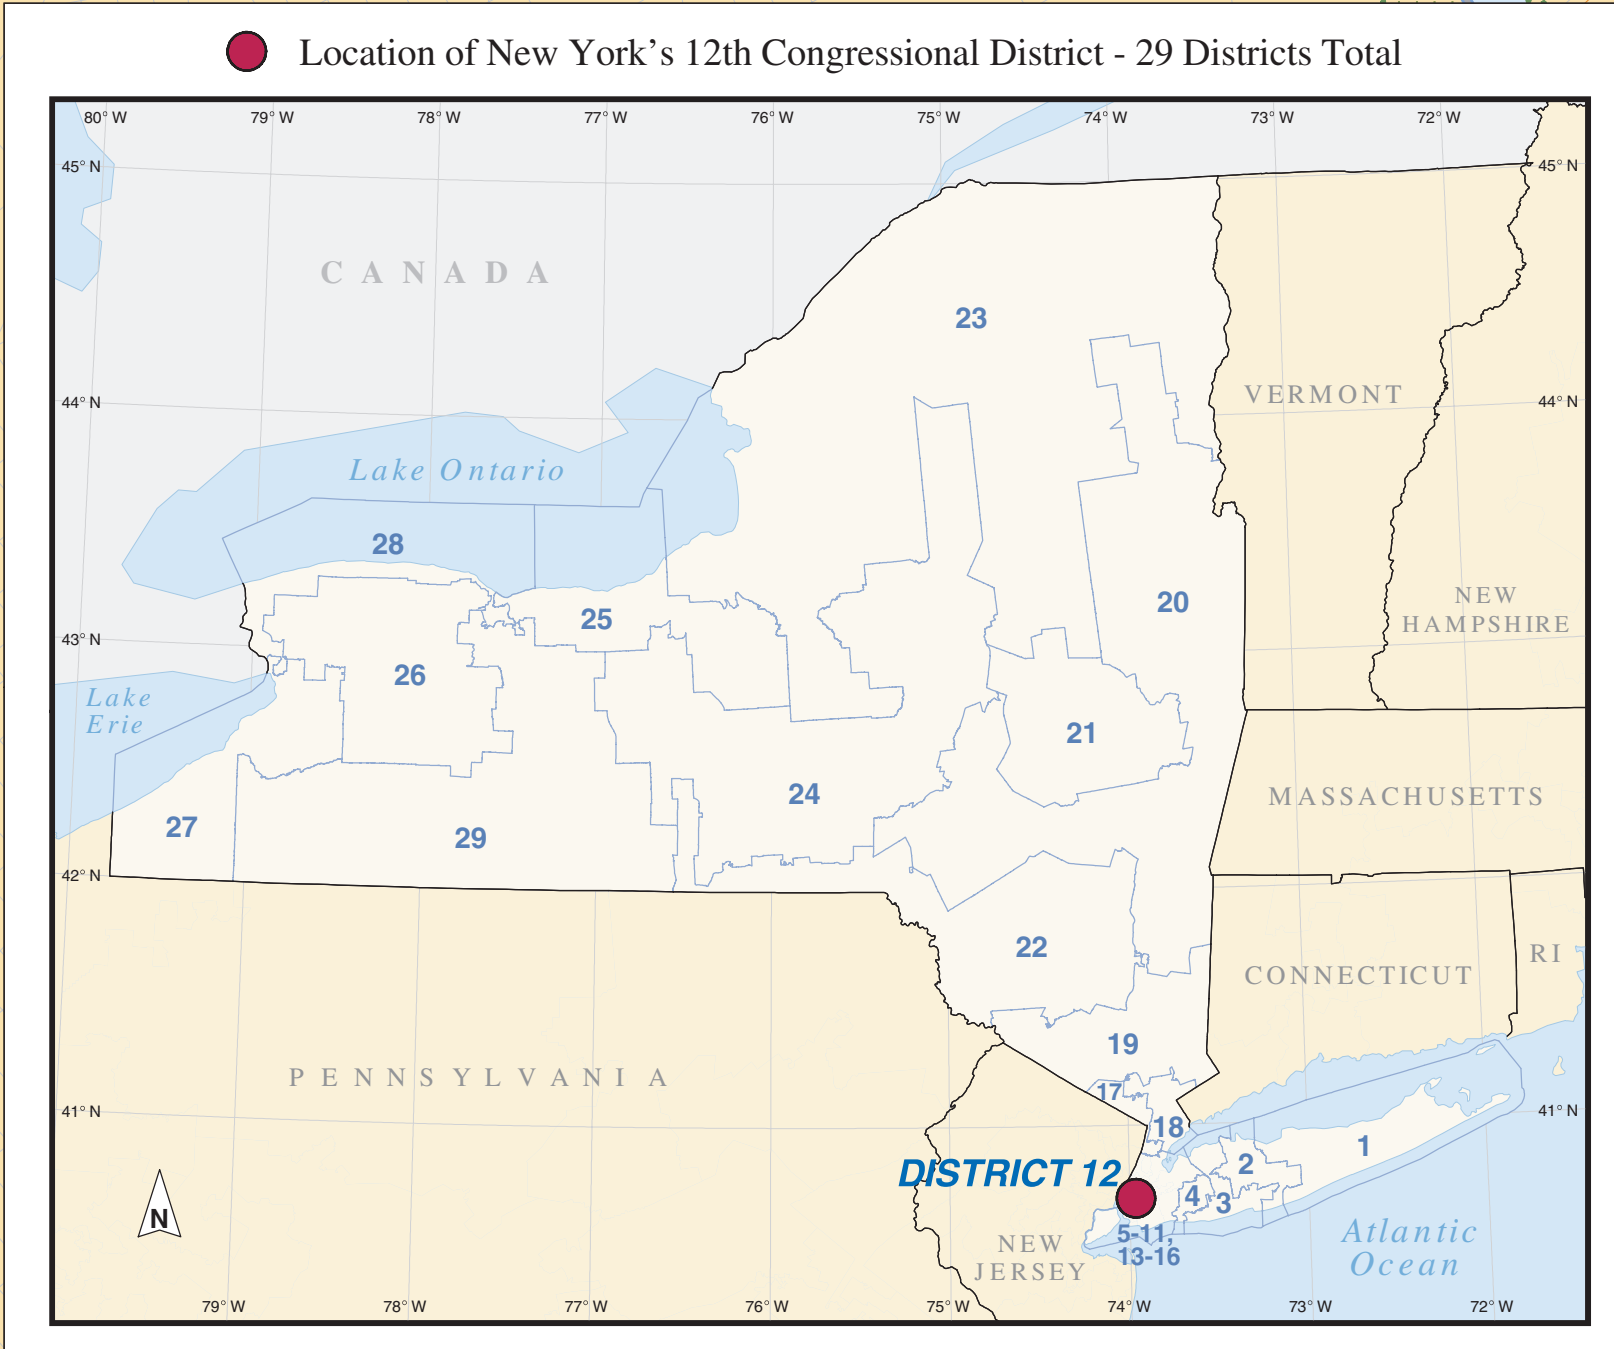 Location of New York’s 12th Congressional District - 29 Districts Total
80° W 79° W 78° W 77° W 76° W 75° W 74° W 73° W 72° W
45° N 45° N
CANADA
23
VERMONT
44° N 44° N
Lake Ontario
28
NEW
HAMPSHIRE
20
25
43° N
26
Lake
Erie
21
24
MASSACHUSETTS
27
29
42° N
22
CONNECTICUT
RI
19
PENNSYLVANIA
17
41° N 41° N
18
1
2
DISTRICT 12
4
3
N
5-11,
13-16
NEW
JERSEY
Atlantic
Ocean
79° W 78° W 77° W 76° W 75° W 74° W 73° W 72° W